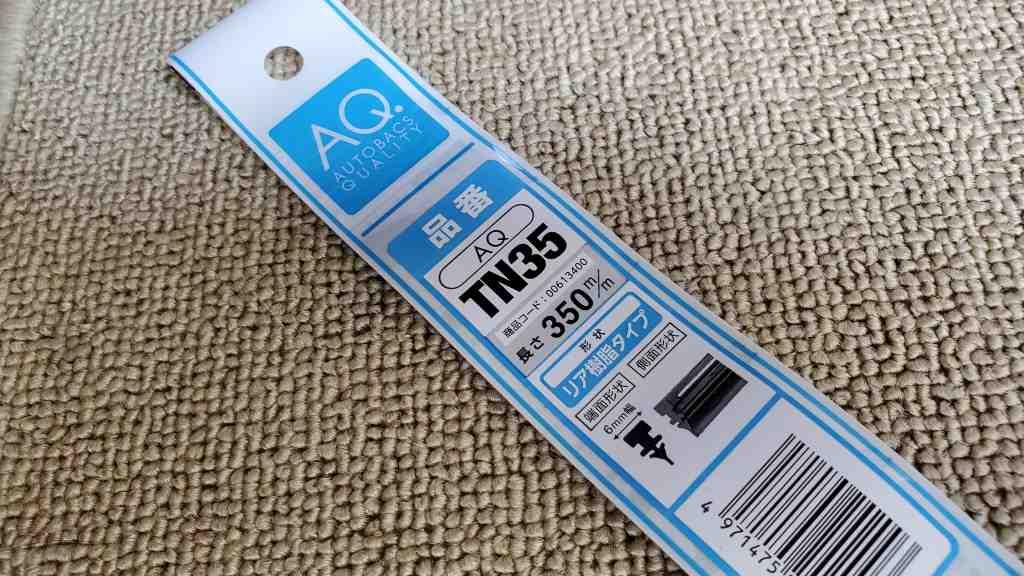 AQ.
AUTOBACS
QUALITY
品番
AQ
TN35
商品コード:00613400
長さ 350m/m
形状
リア樹脂タイプ
端面形状
側面形状
6mm幅
4 971475